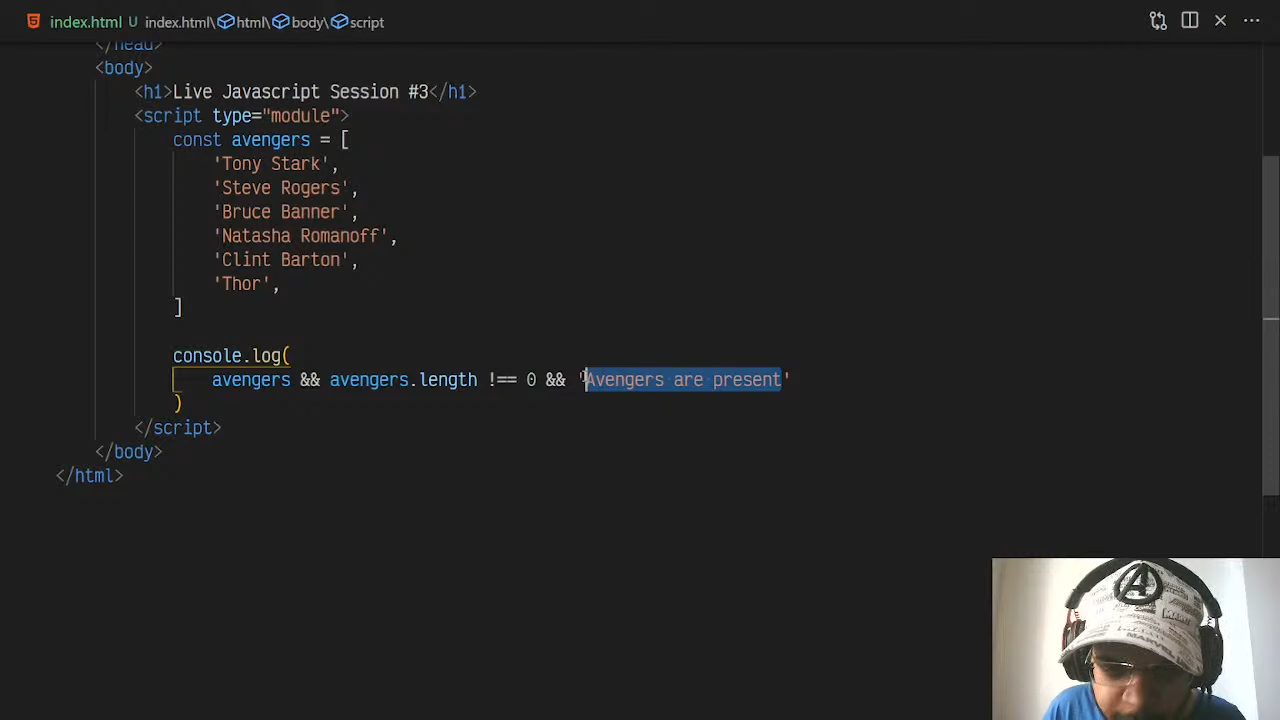 index.html U index.html\html\body\script
</head>
<body>
<h1>Live Javascript Session #3</h1>
<script type="module">
const avengers = [
'Tony Stark',
'Steve Rogers',
'Bruce Banner',
'Natasha Romanoff',
'Clint Barton',
'Thor',
]
console.log(
avengers && avengers.length !== 0 && 'Avengers are present'
)
</script>
</body>
</html>
MARVEL